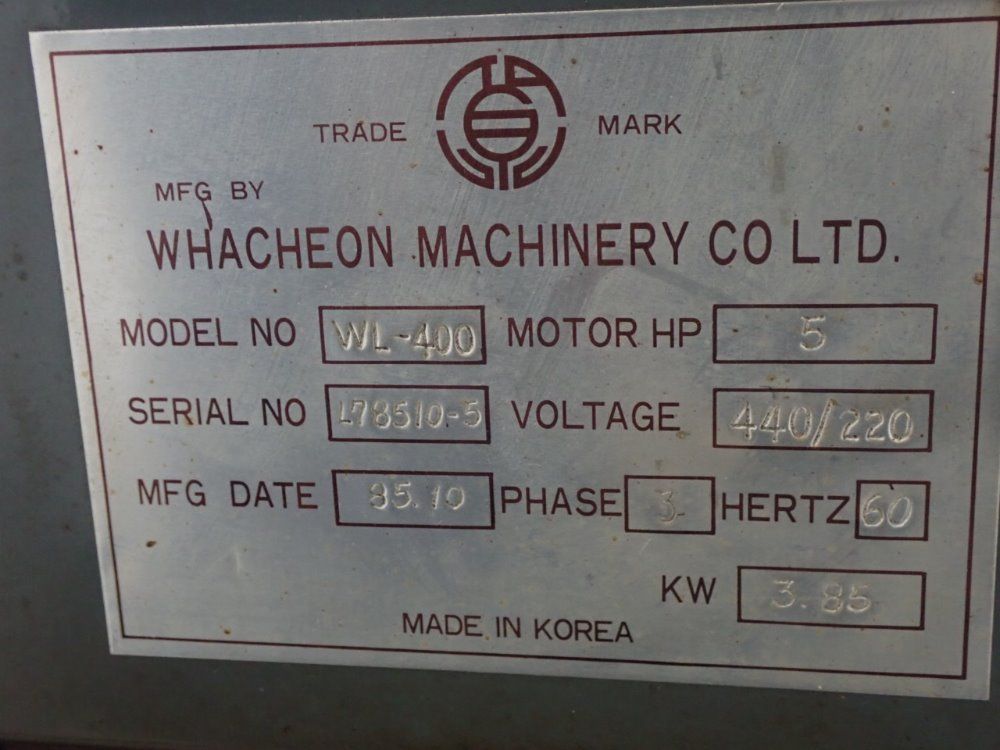 TRADE MARK
MFG BY
WHACHEON MACHINERY CO LTD.
MODEL NO WL-400 MOTOR HP 5
SERIAL NO L78510-5 VOLTAGE 440/220
MFG DATE 85.10 PHASE 3 HERTZ 60
KW 3.85
MADE IN KOREA